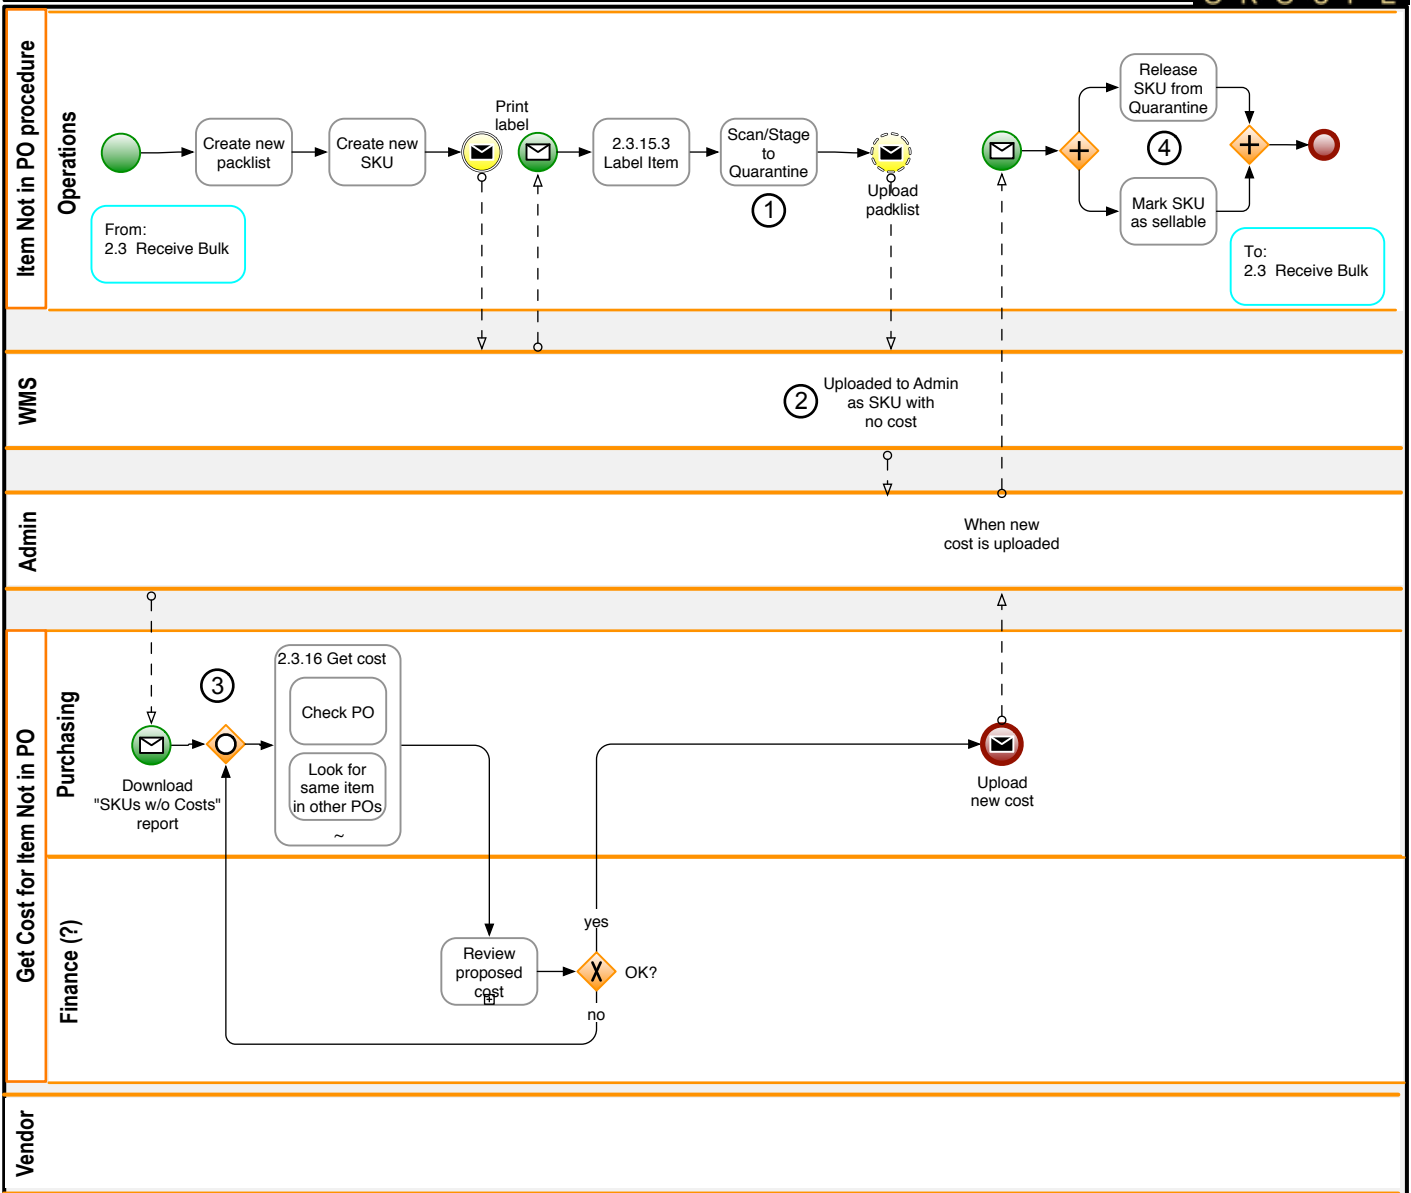 Item Not in PO procedure
Operations
Create new
packlist
Create new
SKU
Print
label
2.3.15.3
Label Item
Scan/Stage
to
Quarantine
1
Upload
packlist
Release
SKU from
Quarantine
4
Mark SKU
as sellable
From:
2.3 Receive Bulk
To:
2.3 Receive Bulk
WMS
2
Uploaded to Admin
as SKU with
no cost
Admin
When new
cost is uploaded
Get Cost for Item Not in PO
Purchasing
3
Download
"SKUs w/o Costs"
report
2.3.16 Get cost
Check PO
Look for
same item
in other POs
~
Upload
new cost
Finance (?)
Review
proposed
cost
yes
OK?
no
Vendor